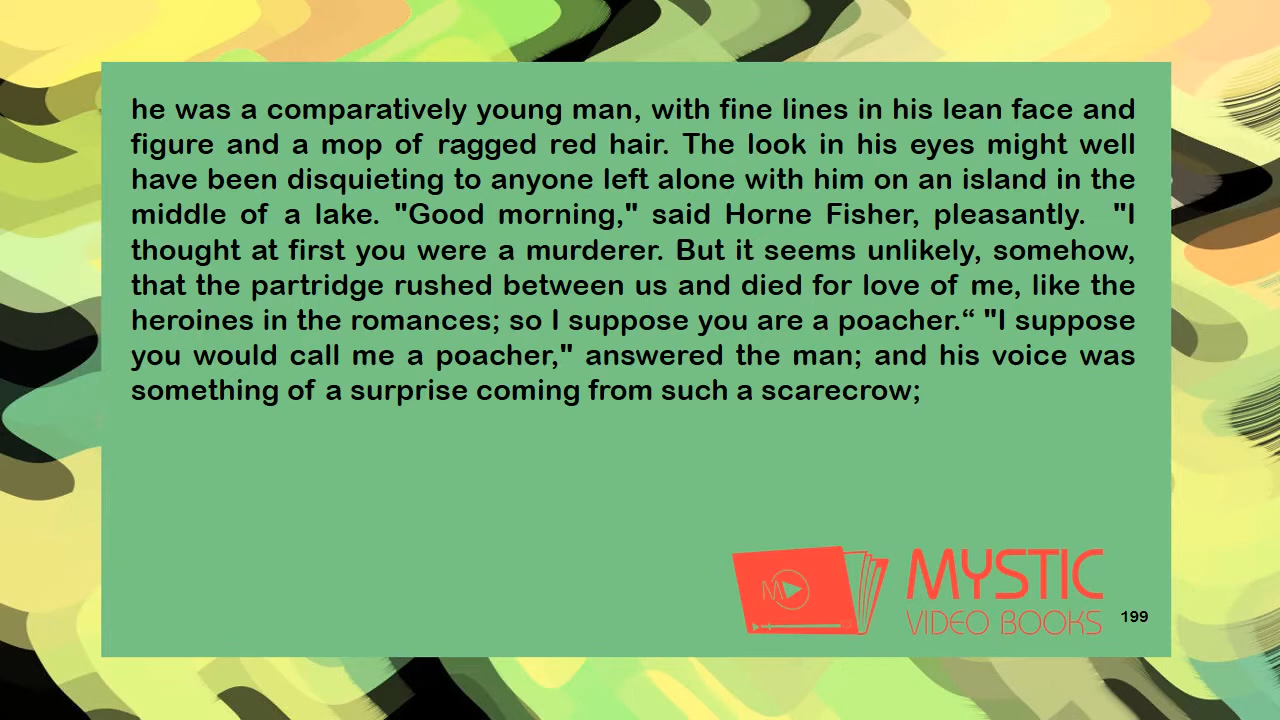 he was a comparatively young man, with fine lines in his lean face and
figure and a mop of ragged red hair. The look in his eyes might well
have been disquieting to anyone left alone with him on an island in the
middle of a lake. "Good morning," said Horne Fisher, pleasantly.  "I
thought at first you were a murderer. But it seems unlikely, somehow,
that the partridge rushed between us and died for love of me, like the
heroines in the romances; so I suppose you are a poacher.“ "I suppose
you would call me a poacher," answered the man; and his voice was
something of a surprise coming from such a scarecrow;
M
MYSTIC
VIDEO BOOKS
199